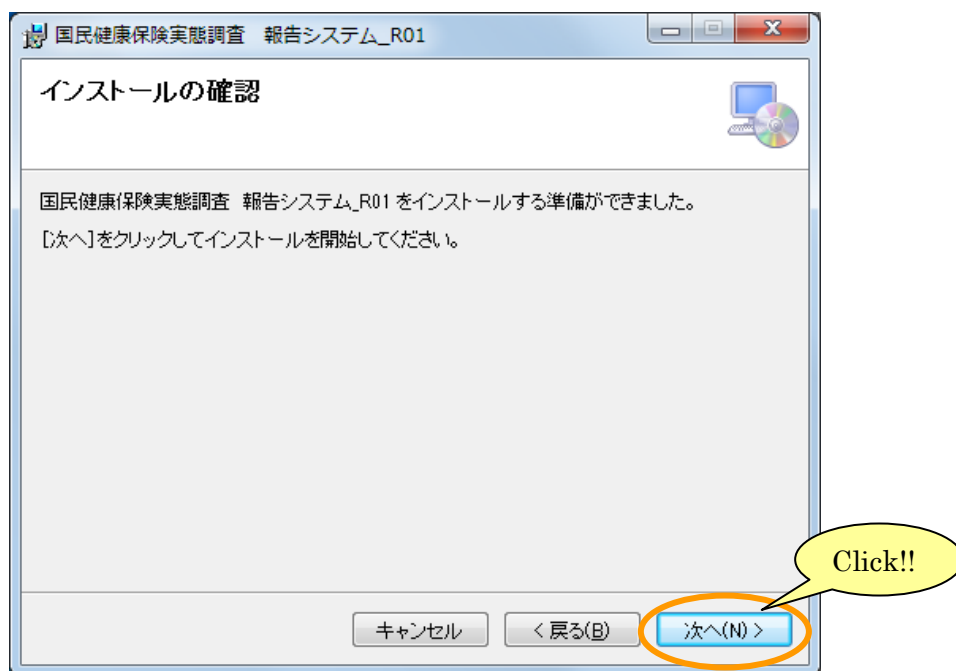 国民健康保険実態調査　報告システム_R01
インストールの確認
国民健康保険実態調査 報告システム_R01 をインストールする準備ができました。
[次へ]をクリックしてインストールを開始してください。
Click!!
キャンセル
< 戻る(B)
次へ(N) >